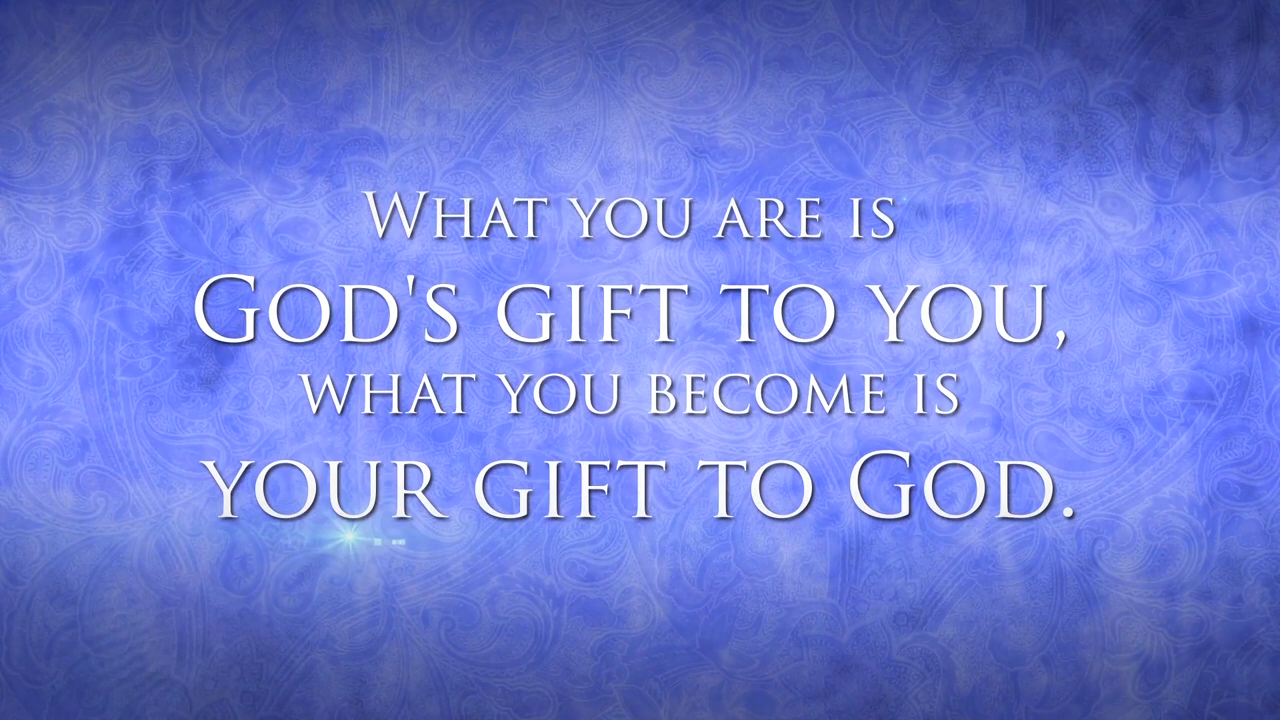 What you are is
God's gift to you,
what you become is
your gift to God.